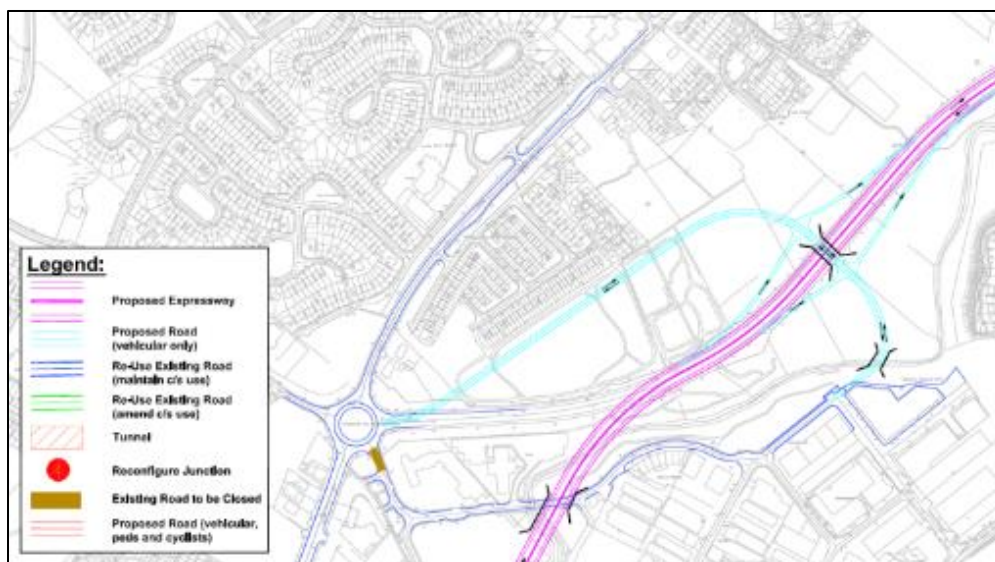 Legend:
Proposed Expressway
Proposed Road
(vehicular only)
Re-Use Existing Road
(maintain c/s use)
Re-Use Existing Road
(amend c/s use)
Tunnel
Reconfigure Junction
Existing Road to be Closed
Proposed Road (vehicular,
peds and cyclists)